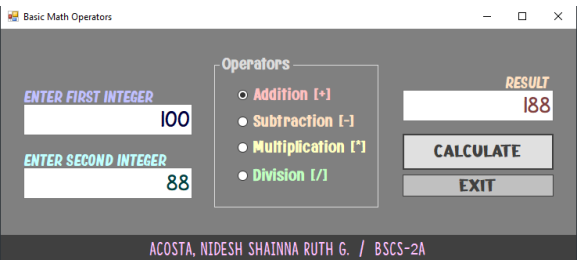 Basic Math Operators
ENTER FIRST INTEGER
100
ENTER SECOND INTEGER
88
Operators
Addition [+]
Subtraction [-]
Multiplication [*]
Division [/]
RESULT
188
CALCULATE
EXIT
ACOSTA, NIDESH SHAINNA RUTH G. / BSCS-2A